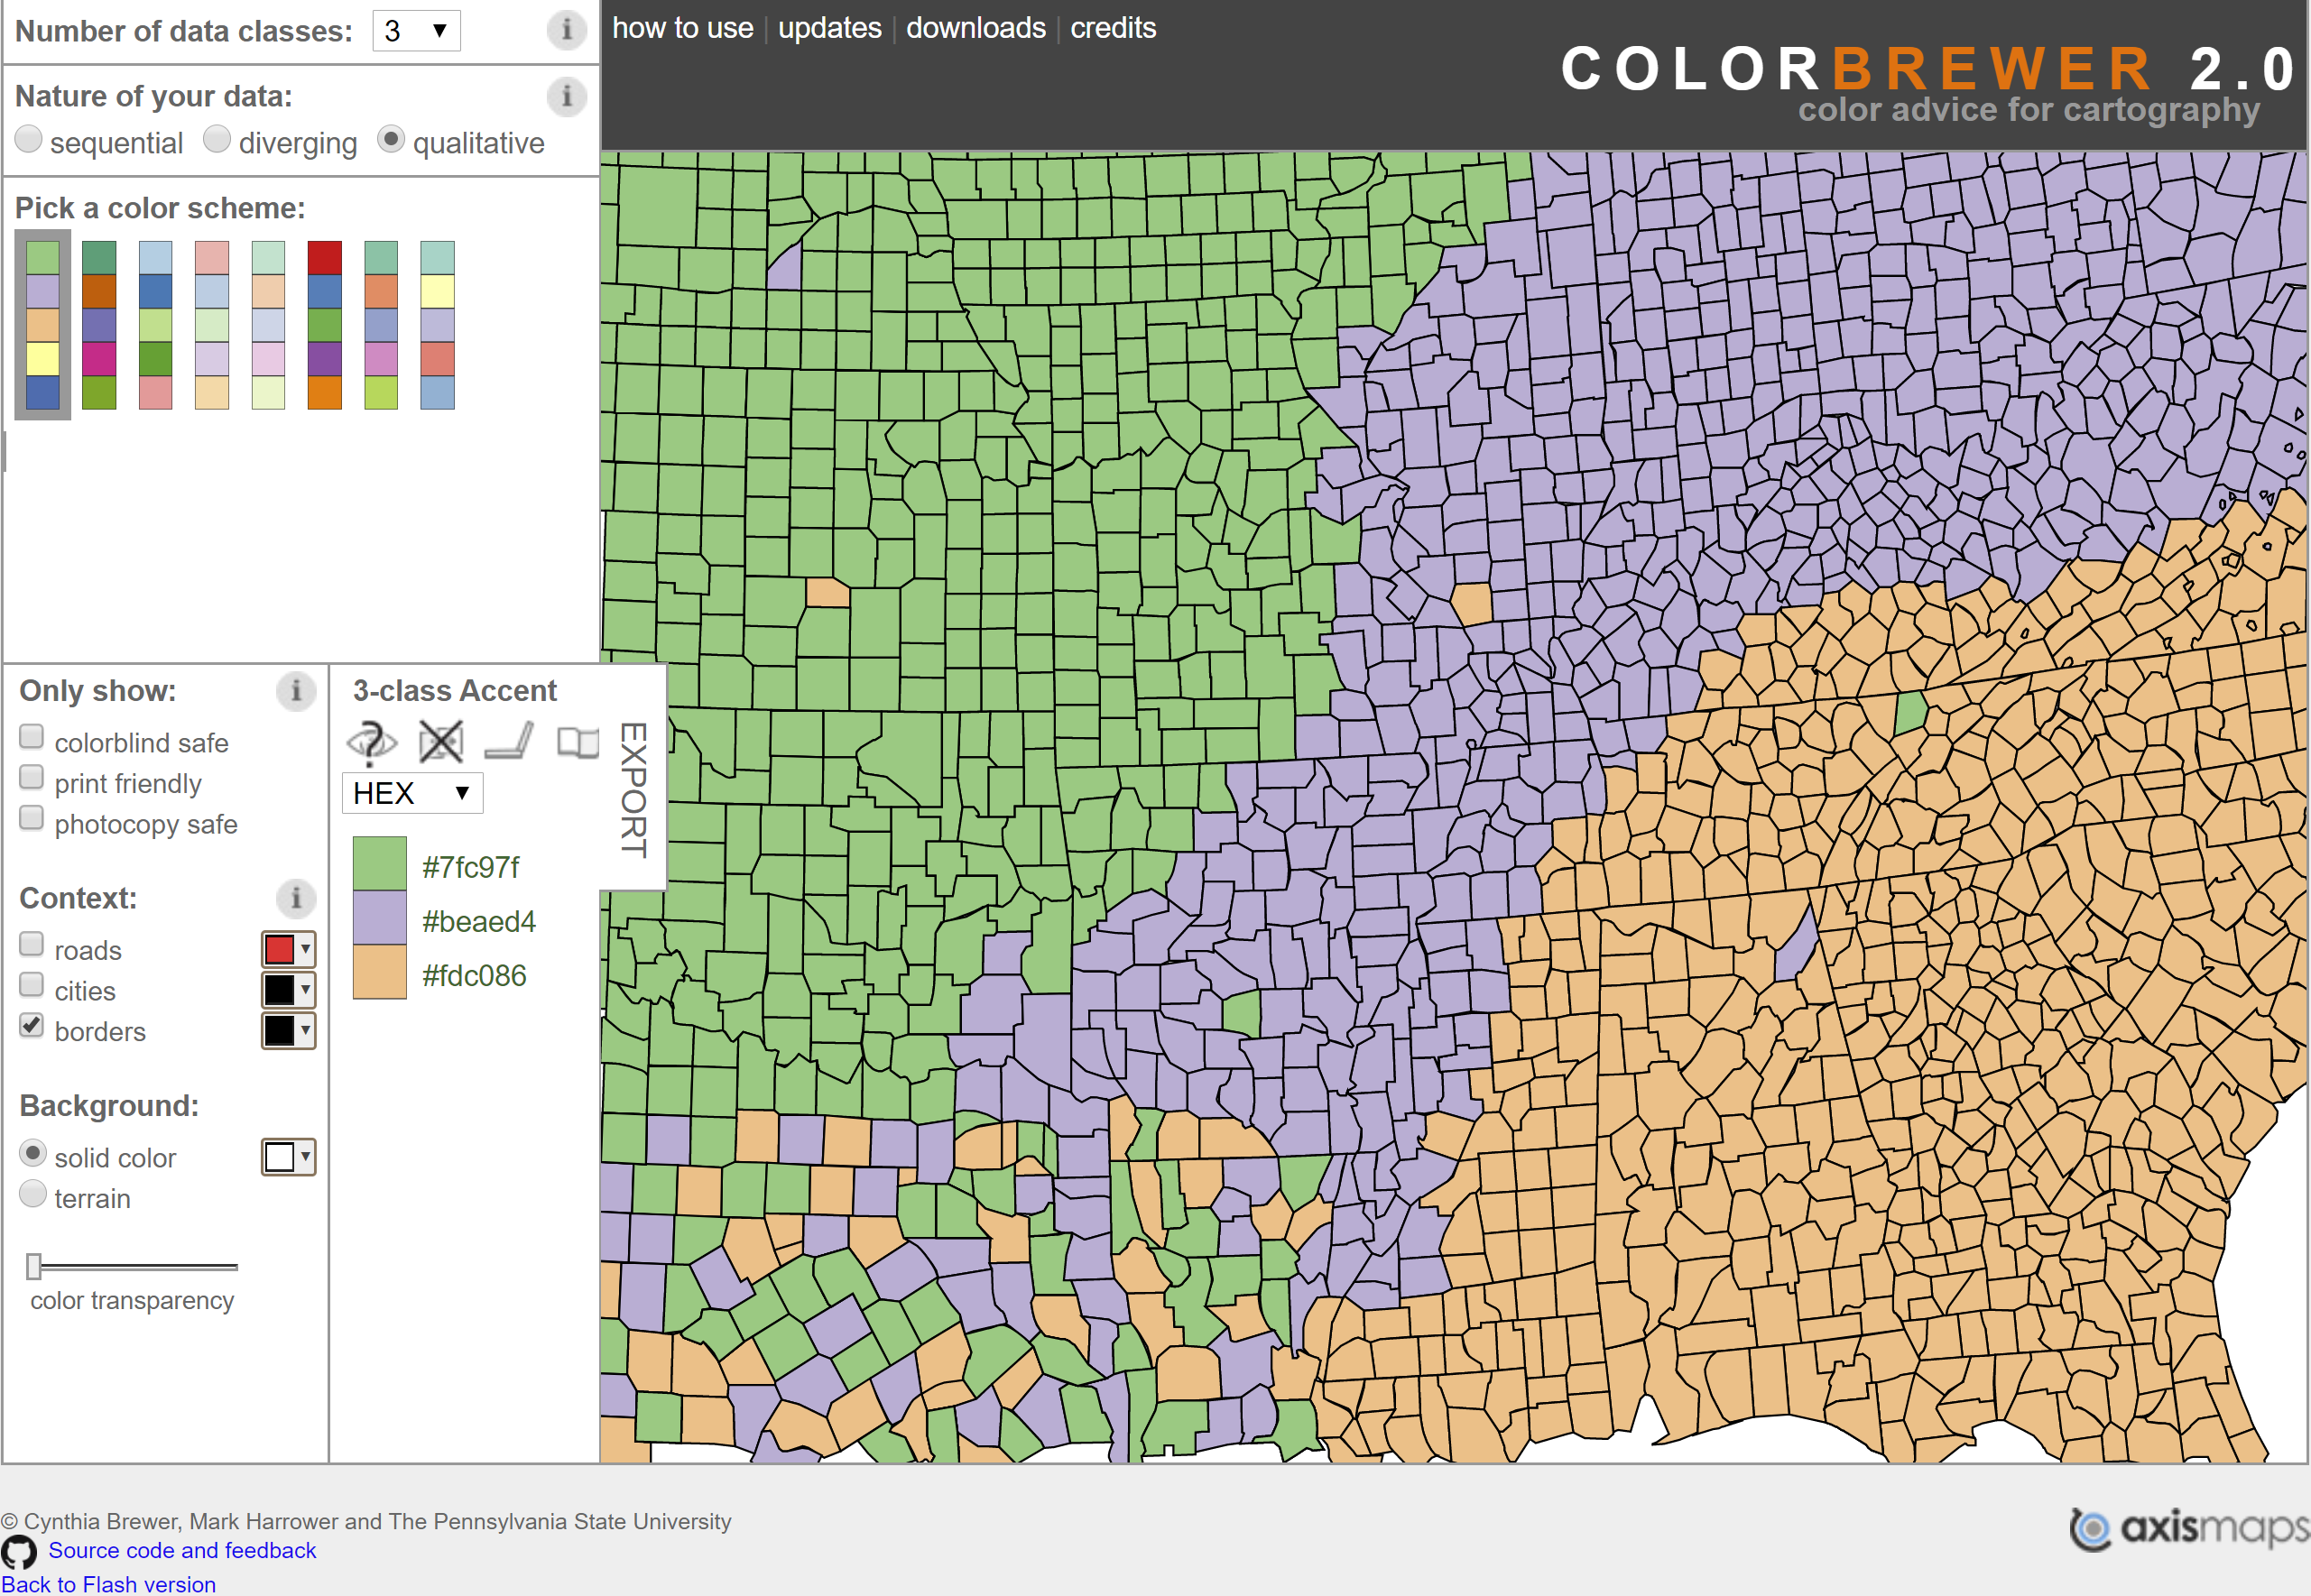 Number of data classes: 3
how to use | updates | downloads | credits
COLORBREWER 2.0
color advice for cartography
Nature of your data:
sequential diverging qualitative
Pick a color scheme:
Only show:
colorblind safe
print friendly
photocopy safe
Context:
roads
cities
borders
Background:
solid color
terrain
color transparency
3-class Accent
HEX
#7fc97f
#beaed4
#fdc086
EXPORT
© Cynthia Brewer, Mark Harrower and The Pennsylvania State University
Source code and feedback
Back to Flash version
axismaps